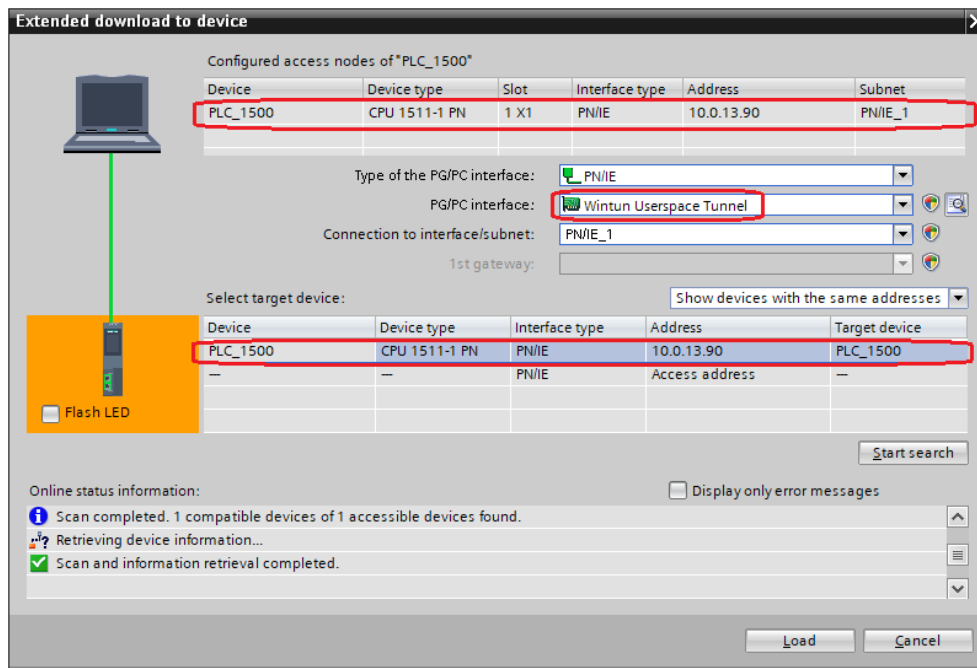 Extended download to device
Configured access nodes of "PLC_1500"
Device Device type Slot Interface type Address Subnet
PLC_1500 CPU 1511-1 PN 1 X1 PN/IE 10.0.13.90 PN/IE_1
Type of the PG/PC interface: PN/IE
PG/PC interface: Wintun Userspace Tunnel
Connection to interface/subnet: PN/IE_1
1st gateway:
Select target device: Show devices with the same addresses
Device Device type Interface type Address Target device
PLC_1500 CPU 1511-1 PN PN/IE 10.0.13.90 PLC_1500
— — PN/IE Access address —
Flash LED
Start search
Online status information: Display only error messages
Scan completed. 1 compatible devices of 1 accessible devices found.
Retrieving device information...
Scan and information retrieval completed.
Load Cancel